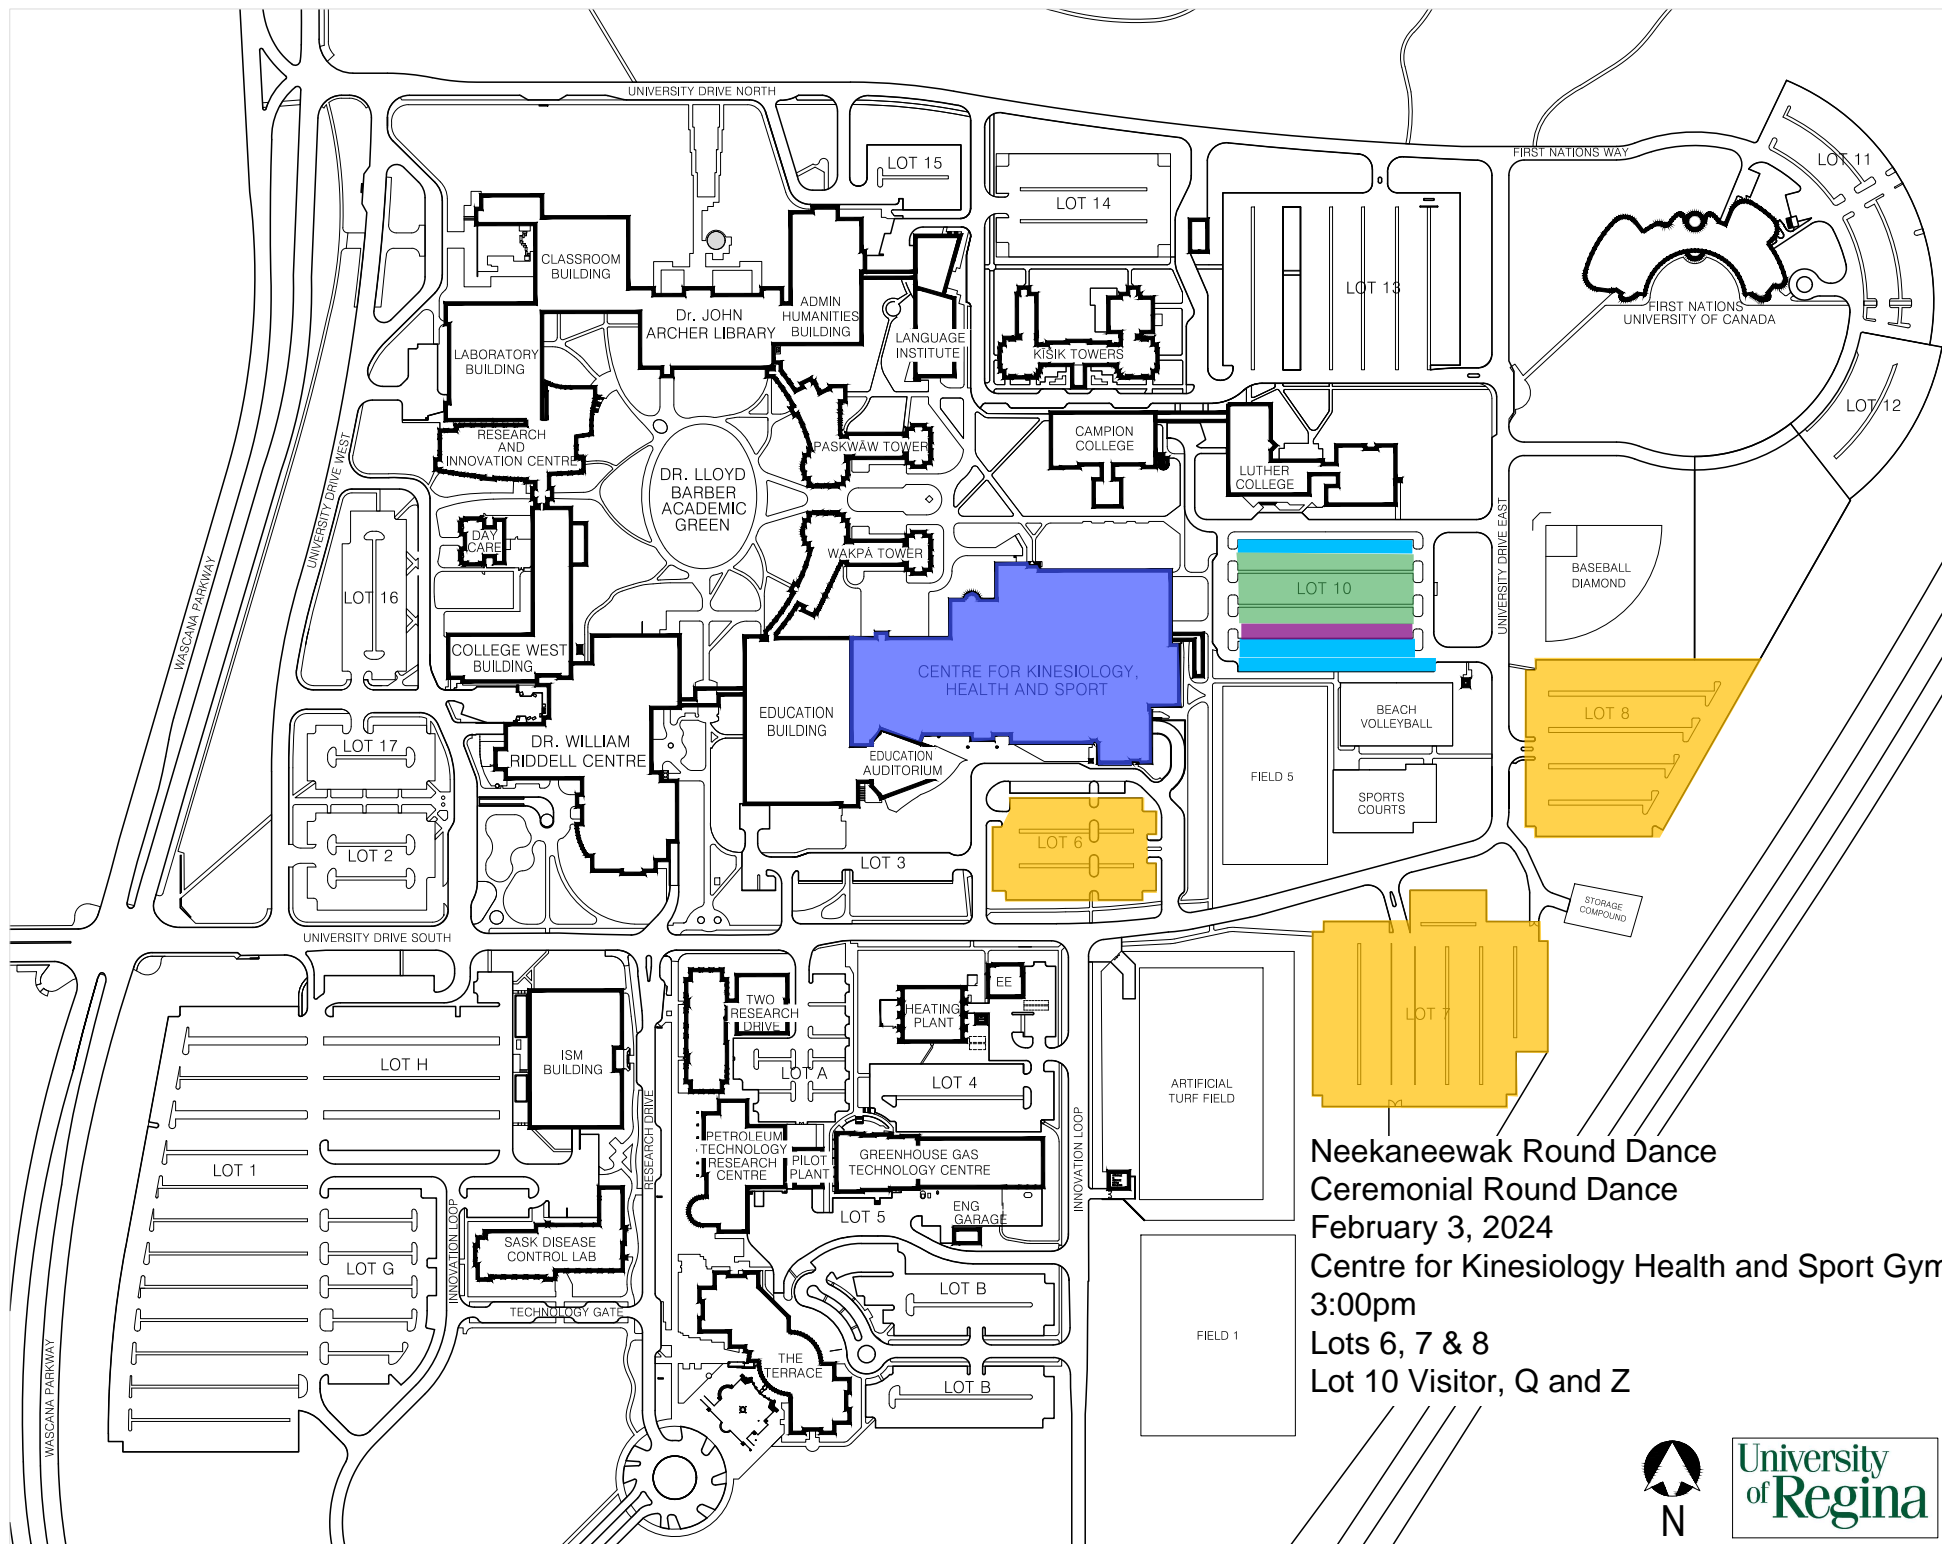 UNIVERSITY DRIVE NORTH
FIRST NATIONS WAY
LOT 11
LOT 15
LOT 14
CLASSROOM
BUILDING
LOT 13
FIRST NATIONS
UNIVERSITY OF CANADA
Dr. JOHN
ARCHER LIBRARY
ADMIN
HUMANITIES
BUILDING
LANGUAGE
INSTITUTE
KĪSIK TOWERS
LABORATORY
BUILDING
LOT 12
RESEARCH
AND
INNOVATION CENTRE
PASKWĀW TOWER
CAMPION
COLLEGE
LUTHER
COLLEGE
UNIVERSITY DRIVE WEST
DR. LLOYD
BARBER
ACADEMIC
GREEN
DAY
CARE
WAKPÁ TOWER
UNIVERSITY DRIVE EAST
BASEBALL
DIAMOND
WASCANA PARKWAY
LOT 16
LOT 10
COLLEGE WEST
BUILDING
CENTRE FOR KINESIOLOGY,
HEALTH AND SPORT
EDUCATION
BUILDING
BEACH
VOLLEYBALL
LOT 8
LOT 17
DR. WILLIAM
RIDDELL CENTRE
EDUCATION
AUDITORIUM
FIELD 5
SPORTS
COURTS
LOT 2
LOT 3
LOT 6
STORAGE
COMPOUND
UNIVERSITY DRIVE SOUTH
TWO
RESEARCH
DRIVE
HEATING
PLANT
EE
LOT 7
ISM
BUILDING
LOT H
LOT A
LOT 4
ARTIFICIAL
TURF FIELD
RESEARCH DRIVE
INNOVATION LOOP
PETROLEUM
TECHNOLOGY
RESEARCH
CENTRE
PILOT
PLANT
GREENHOUSE GAS
TECHNOLOGY CENTRE
LOT 1
LOT 5
ENG
GARAGE
INNOVATION LOOP
SASK DISEASE
CONTROL LAB
LOT G
LOT B
TECHNOLOGY GATE
FIELD 1
THE
TERRACE
LOT B
WASCANA PARKWAY
Neekaneewak Round Dance
Ceremonial Round Dance
February 3, 2024
Centre for Kinesiology Health and Sport Gym
3:00pm
Lots 6, 7 & 8
Lot 10 Visitor, Q and Z
N
University
of Regina